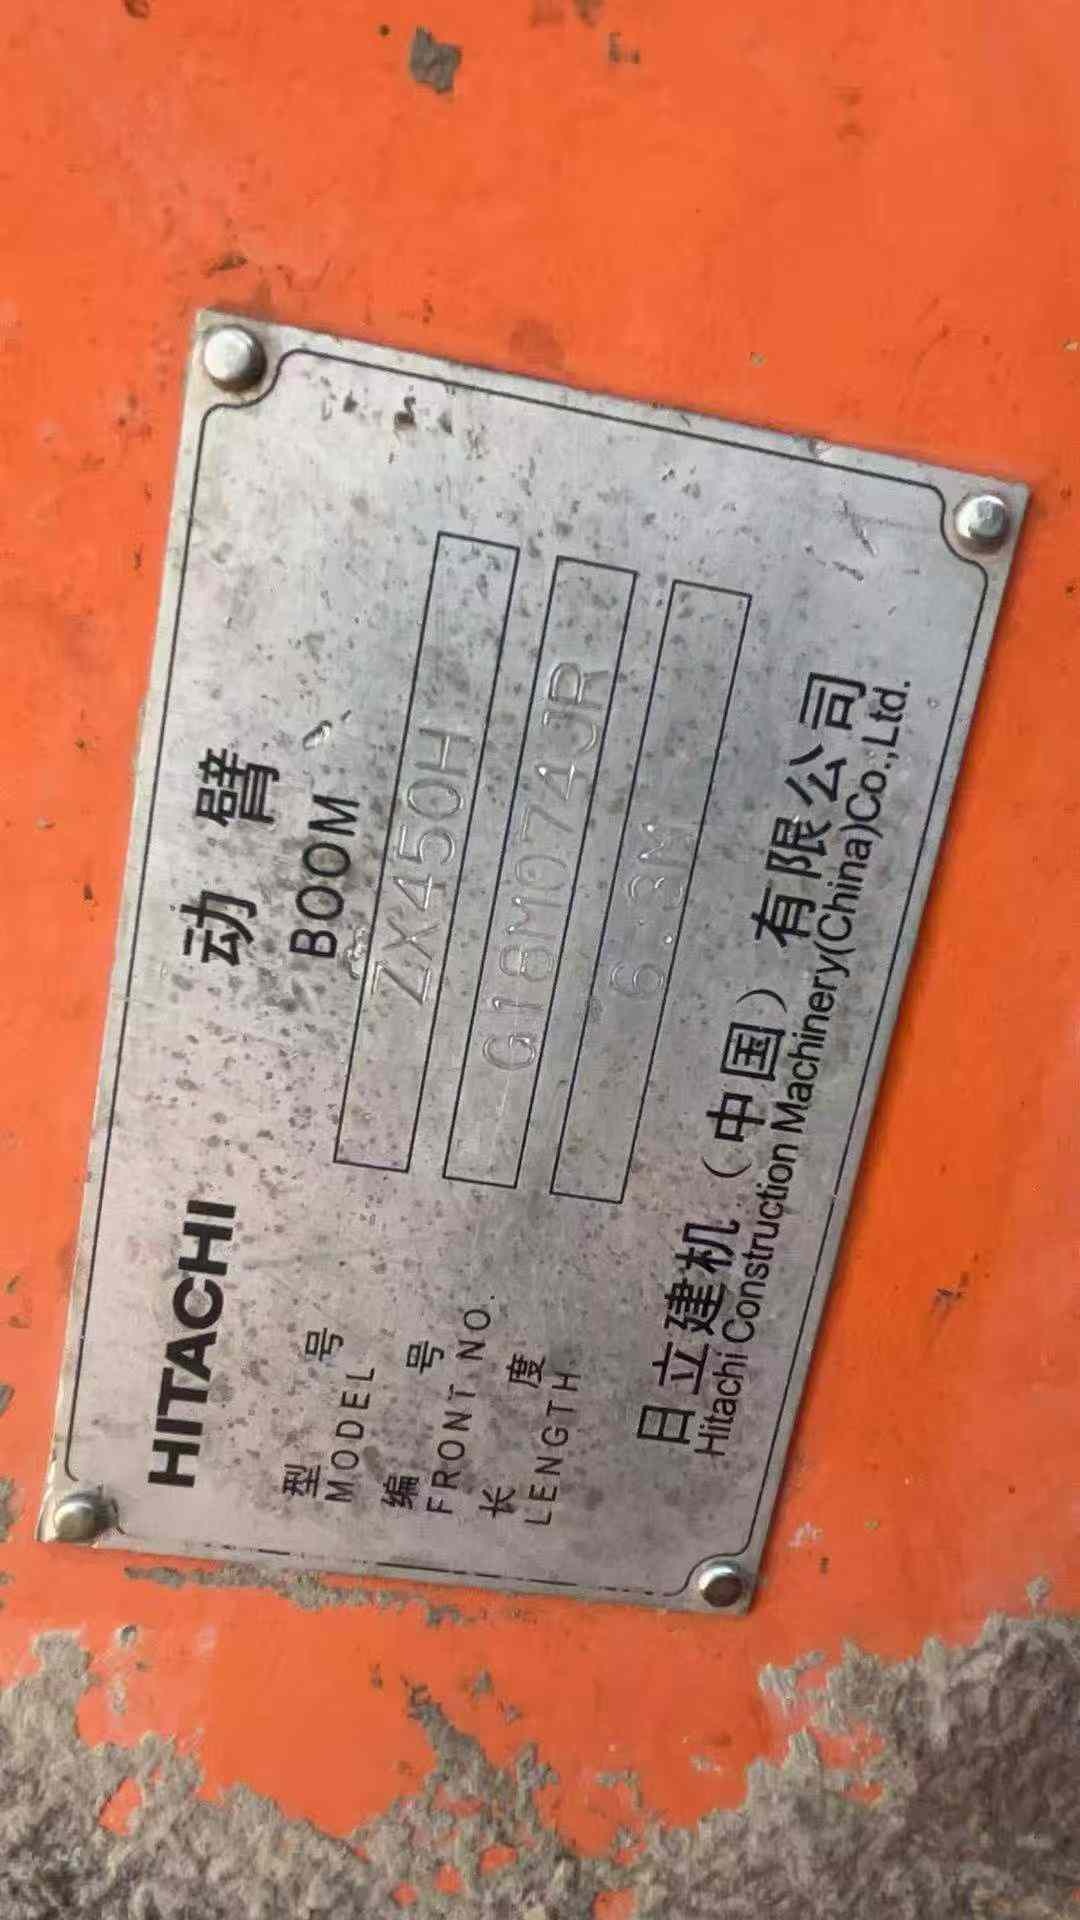 HITACHI
动臂
BOOM
型号
MODEL
ZX450H
编号
FRONT NO.
G18M074JR
长度
LENGTH
6.3M
日立建机（中国）有限公司
Hitachi Construction Machinery(China)Co.,Ltd.